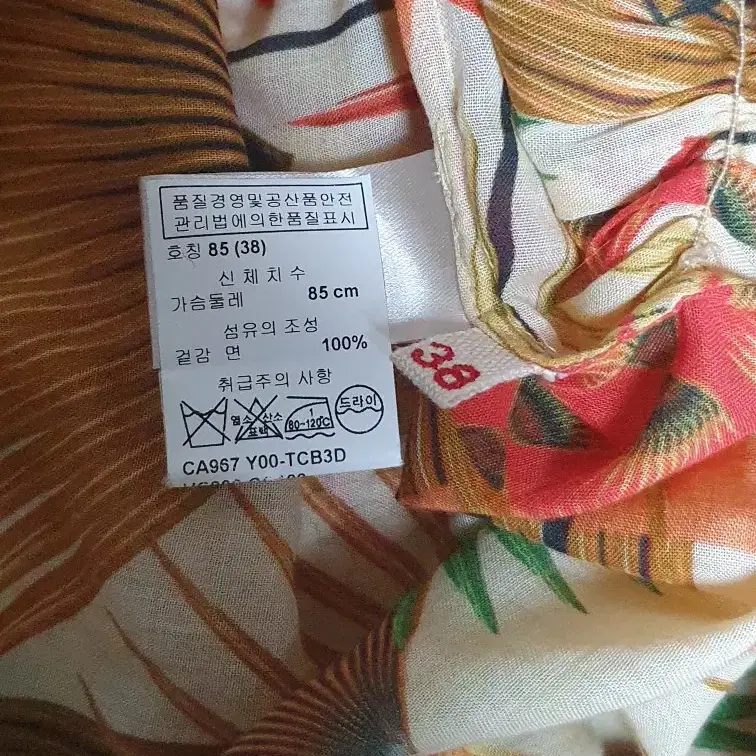 품질경영및공산품안전
관리법에의한품질표시
호칭 85 (38)
신 체 치 수
가슴둘레 85 cm
섬유의 조성
겉감 면 100%
취급주의 사항
염소 산소
표백
1
80~120℃
드라이
CA967 Y00-TCB3D
38